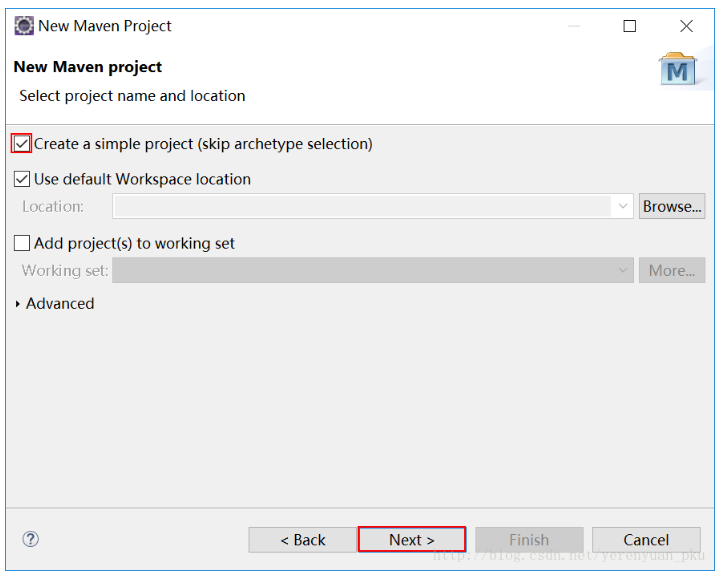 New Maven Project
New Maven project
Select project name and location
M
Create a simple project (skip archetype selection)
Use default Workspace location
Location:
Browse...
Add project(s) to working set
Working set:
More...
Advanced
?
< Back
Next >
Finish
Cancel
http://blog.csdn.net/yerenyuan_pku